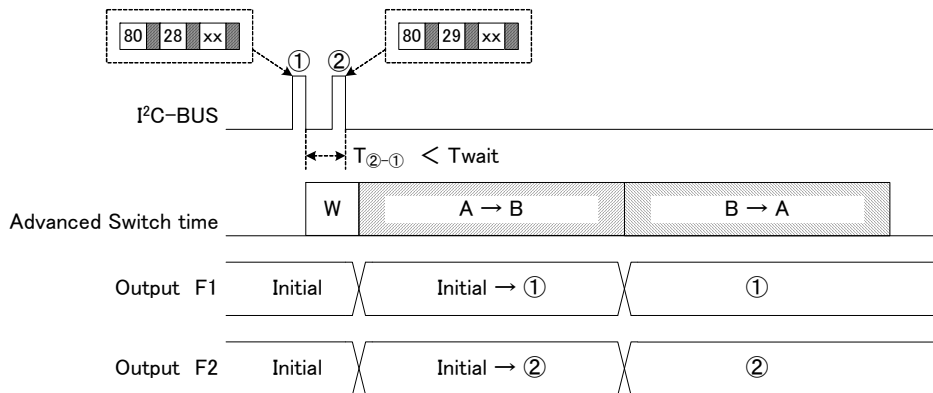 80 28 xx 80 29 xx
① ②
I²C-BUS
T②-① < Twait
W A → B B → A
Advanced Switch time
Output F1 Initial Initial → ① ①
Output F2 Initial Initial → ② ②